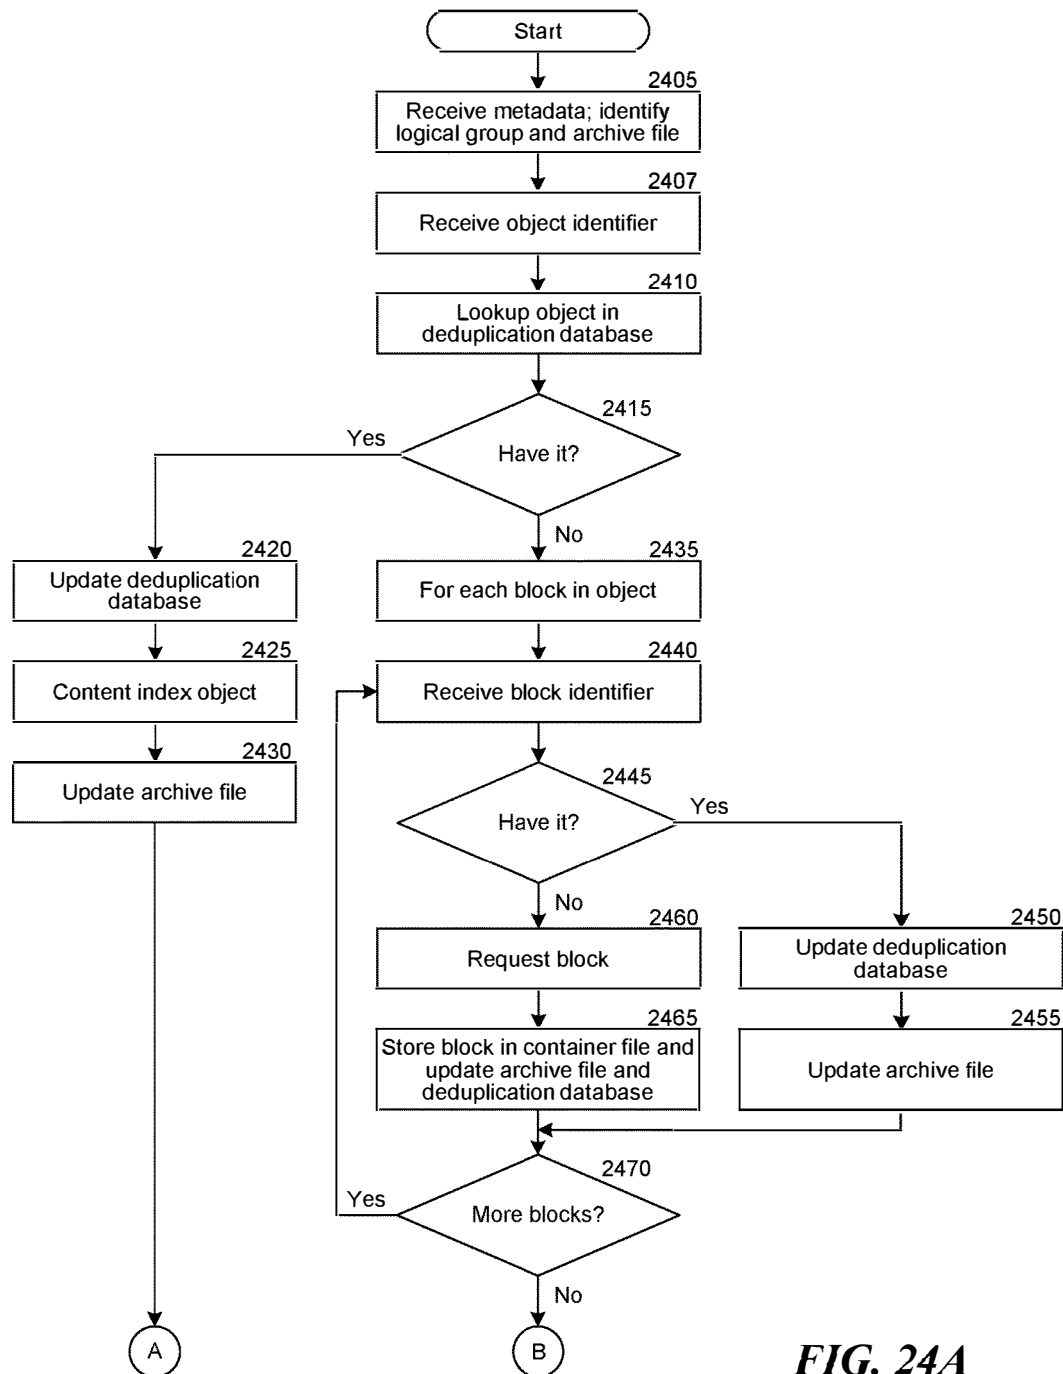 Start
2405
Receive metadata; identify
logical group and archive file
2407
Receive object identifier
2410
Lookup object in
deduplication database
2415
Have it?
Yes
No
2420
Update deduplication
database
2425
Content index object
2430
Update archive file
2435
For each block in object
2440
Receive block identifier
2445
Have it?
Yes
No
2460
Request block
2450
Update deduplication
database
2465
Store block in container file and
update archive file and
deduplication database
2455
Update archive file
2470
More blocks?
Yes
No
A
B
FIG. 24A